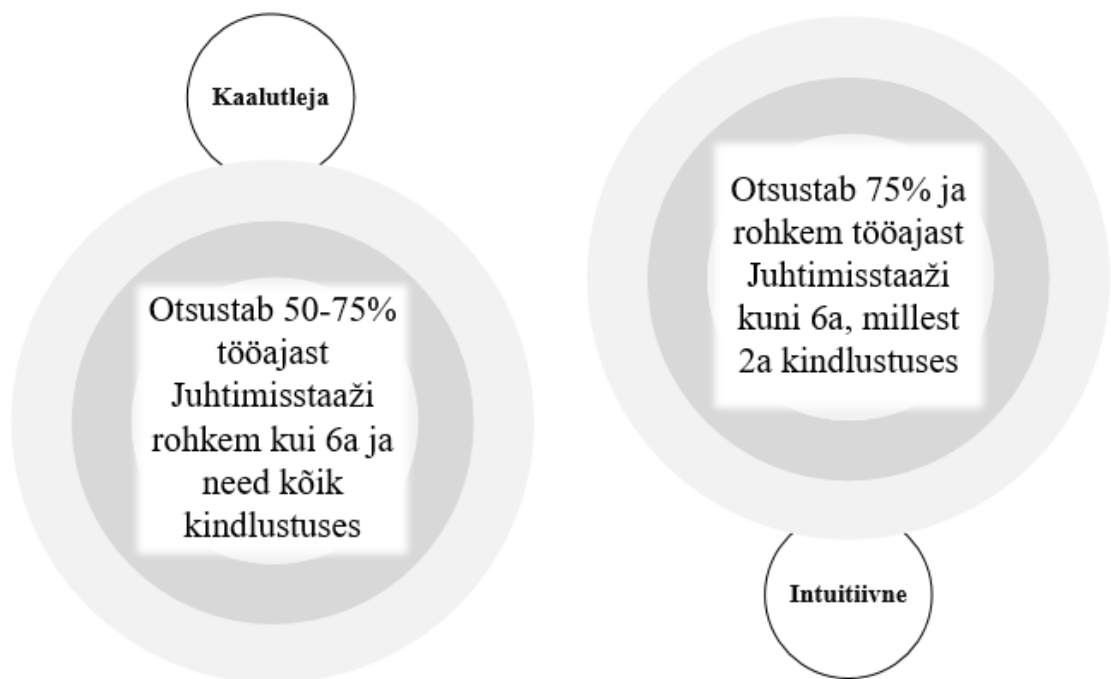 Kaalutleja
Otsustab 50-75%
tööajast
Juhtimisstaaži
rohkem kui 6a ja
need kõik
kindlustuses
Otsustab 75% ja
rohkem tööajast
Juhtimisstaaži
kuni 6a, millest
2a kindlustuses
Intuitiivne